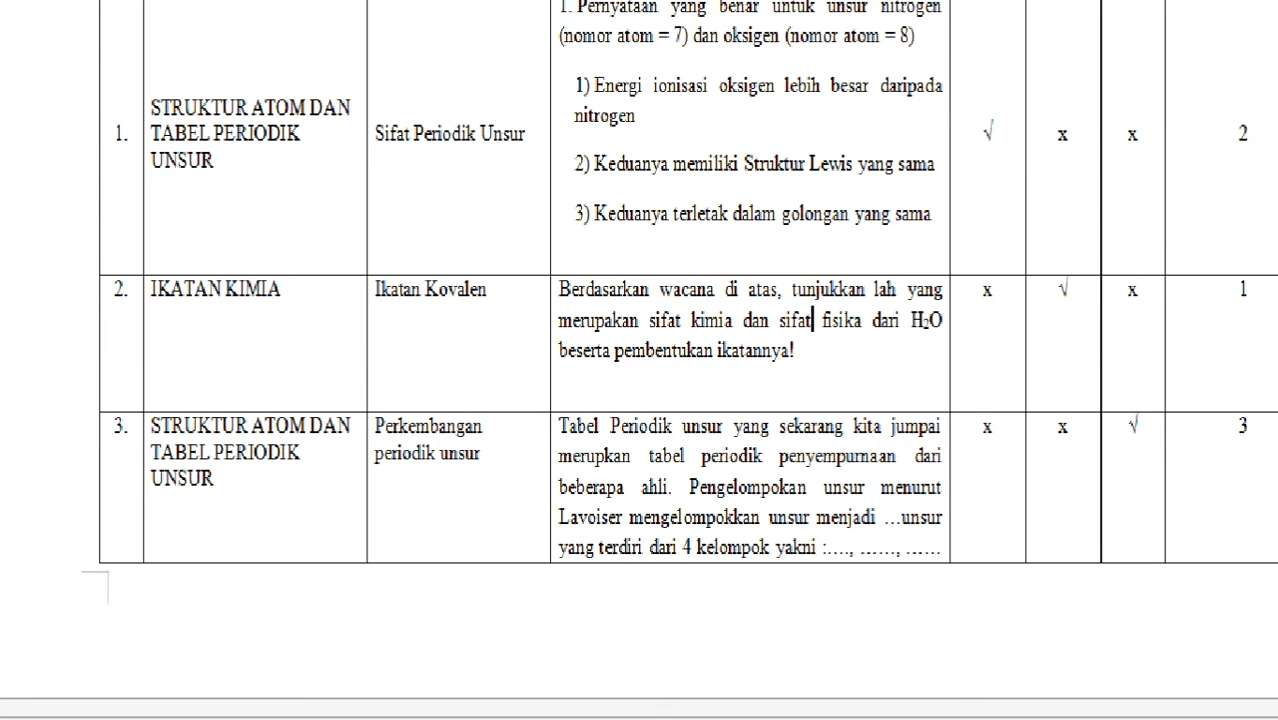 1. Pernyataan yang benar untuk unsur nitrogen
(nomor atom = 7) dan oksigen (nomor atom = 8)
1) Energi ionisasi oksigen lebih besar daripada
nitrogen
2) Keduanya memiliki Struktur Lewis yang sama
3) Keduanya terletak dalam golongan yang sama
1.
STRUKTUR ATOM DAN
TABEL PERIODIK
UNSUR
Sifat Periodik Unsur
√ x x 2
2. IKATAN KIMIA
Ikatan Kovalen
Berdasarkan wacana di atas, tunjukkan lah yang
merupakan sifat kimia dan sifat fisika dari H₂O
beserta pembentukan ikatannya!
x √ x 1
3. STRUKTUR ATOM DAN
TABEL PERIODIK
UNSUR
Perkembangan
periodik unsur
Tabel Periodik unsur yang sekarang kita jumpai
merupkan tabel periodik penyempurnaan dari
beberapa ahli. Pengelompokan unsur menurut
Lavoiser mengelompokkan unsur menjadi …unsur
yang terdiri dari 4 kelompok yakni :…., ……, ……
x x √ 3